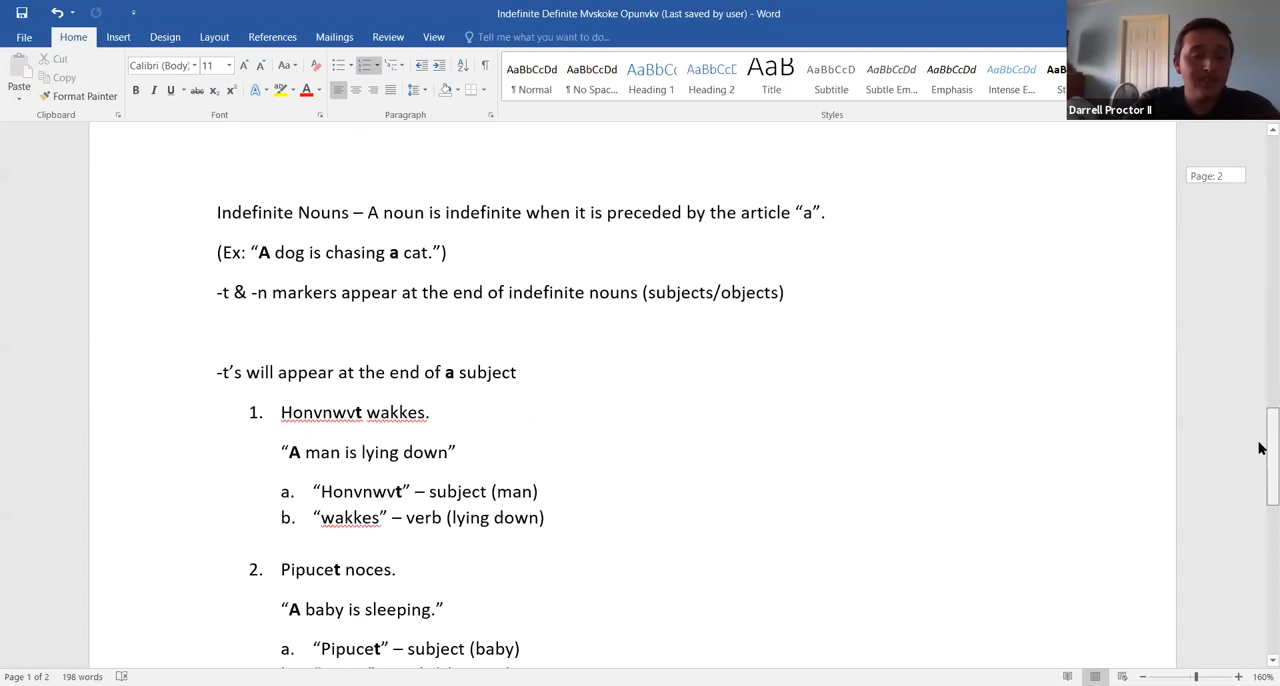 Indefinite Definite Mvskoke Opunvkv (Last saved by user) - Word
File Home Insert Design Layout References Mailings Review View Tell me what you want to do...
Paste
Cut
Copy
Format Painter
Clipboard
Calibri (Body) 11
Font
Paragraph
AaBbCcDd AaBbCcDd AaBbCc AaBbCcD AaB AaBbCcD AaBbCcDd AaBbCcDd AaBbCcDd
¶ Normal ¶ No Spac... Heading 1 Heading 2 Title Subtitle Subtle Em... Emphasis Intense E...
Styles
Darrell Proctor II
Page: 2
Indefinite Nouns – A noun is indefinite when it is preceded by the article “a”.
(Ex: “A dog is chasing a cat.”)
-t & -n markers appear at the end of indefinite nouns (subjects/objects)
-t’s will appear at the end of a subject
1. Honvnwvt wakkes.
“A man is lying down”
a. “Honvnwvt” – subject (man)
b. “wakkes” – verb (lying down)
2. Pipucet noces.
“A baby is sleeping.”
a. “Pipucet” – subject (baby)
Page 1 of 2 198 words
160%